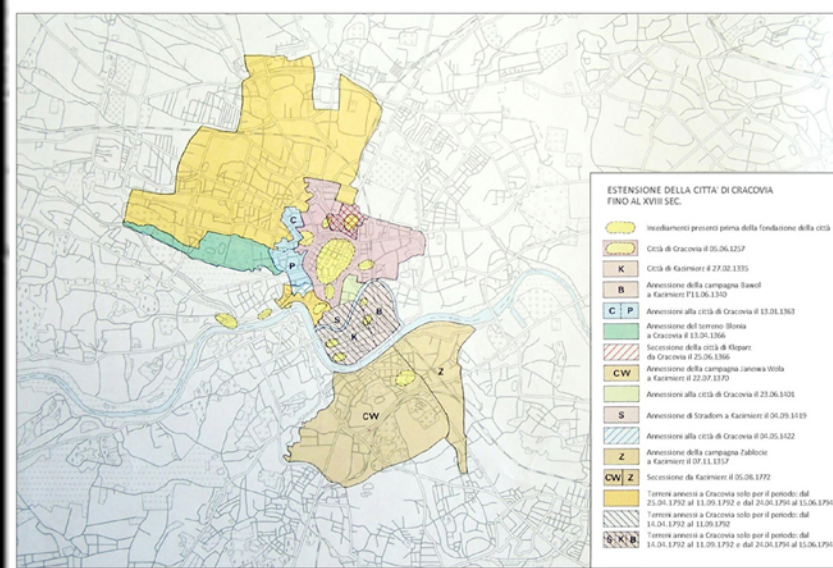 ESTENSIONE DELLA CITTA' DI CRACOVIA
FINO AL XVIII SEC.
Insediamenti presenti prima della fondazione della città
Città di Cracovia il 05.06.1257
K Città di Kazimierz il 27.02.1335
B Annessione della campagna Bawol
a Kazimierz l'11.06.1340
C P Annessioni alla città di Cracovia il 13.01.1363
Annessione del terreno Blonia
a Cracovia il 13.04.1366
Secessione della città di Kleparz
da Cracovia il 25.06.1366
CW Annessione della campagna Janowa Wola
a Kazimierz il 22.07.1370
Annessioni alla città di Cracovia il 23.06.1401
S Annessione di Stradom a Kazimierz il 04.09.1419
Annessioni alla città di Cracovia il 04.05.1422
Z Annessione della campagna Zablocie
a Kazimierz il 07.11.1357
CW Z Secessione da Kazimierz il 05.08.1772
Terreni annessi a Cracovia solo per il periodo: dal
25.04.1792 al 11.09.1792 e dal 24.04.1794 al 15.06.1794
Terreni annessi a Cracovia solo per il periodo: dal
14.04.1792 al 11.09.1792
S K B Terreni annessi a Cracovia solo per il periodo: dal
14.04.1792 al 11.09.1792 e dal 24.04.1794 al 15.06.1794
C
P
S
B
K
Z
CW